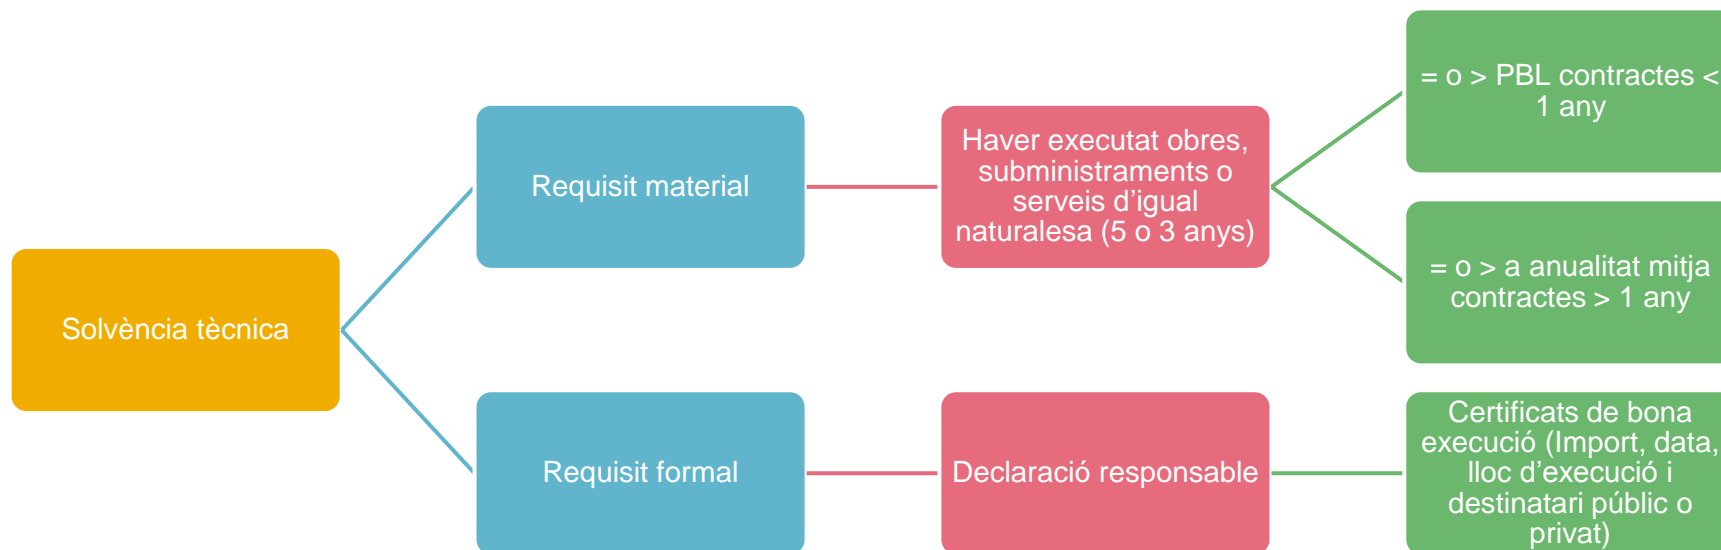 Solvència tècnica
Requisit material
Haver executat obres,
subministraments o
serveis d’igual
naturalesa (5 o 3 anys)
= o > PBL contractes <
1 any
= o > a anualitat mitja
contractes > 1 any
Requisit formal
Declaració responsable
Certificats de bona
execució (Import, data,
lloc d’execució i
destinatari públic o
privat)